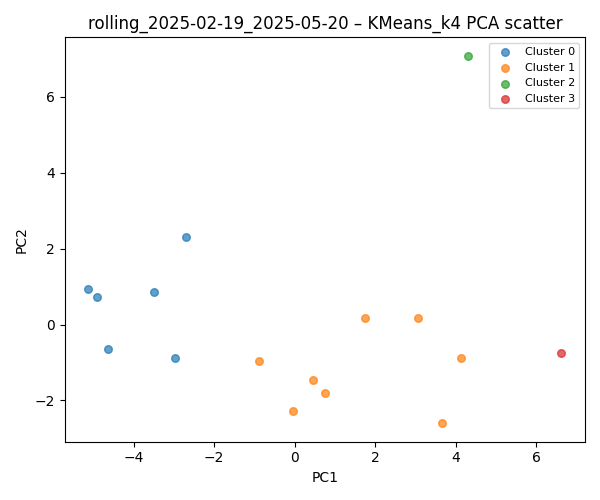 rolling_2025-02-19_2025-05-20 – KMeans_k4 PCA scatter
Cluster 0
Cluster 1
Cluster 2
Cluster 3
PC2
6
4
2
0
−2
−4 −2 0 2 4 6
PC1